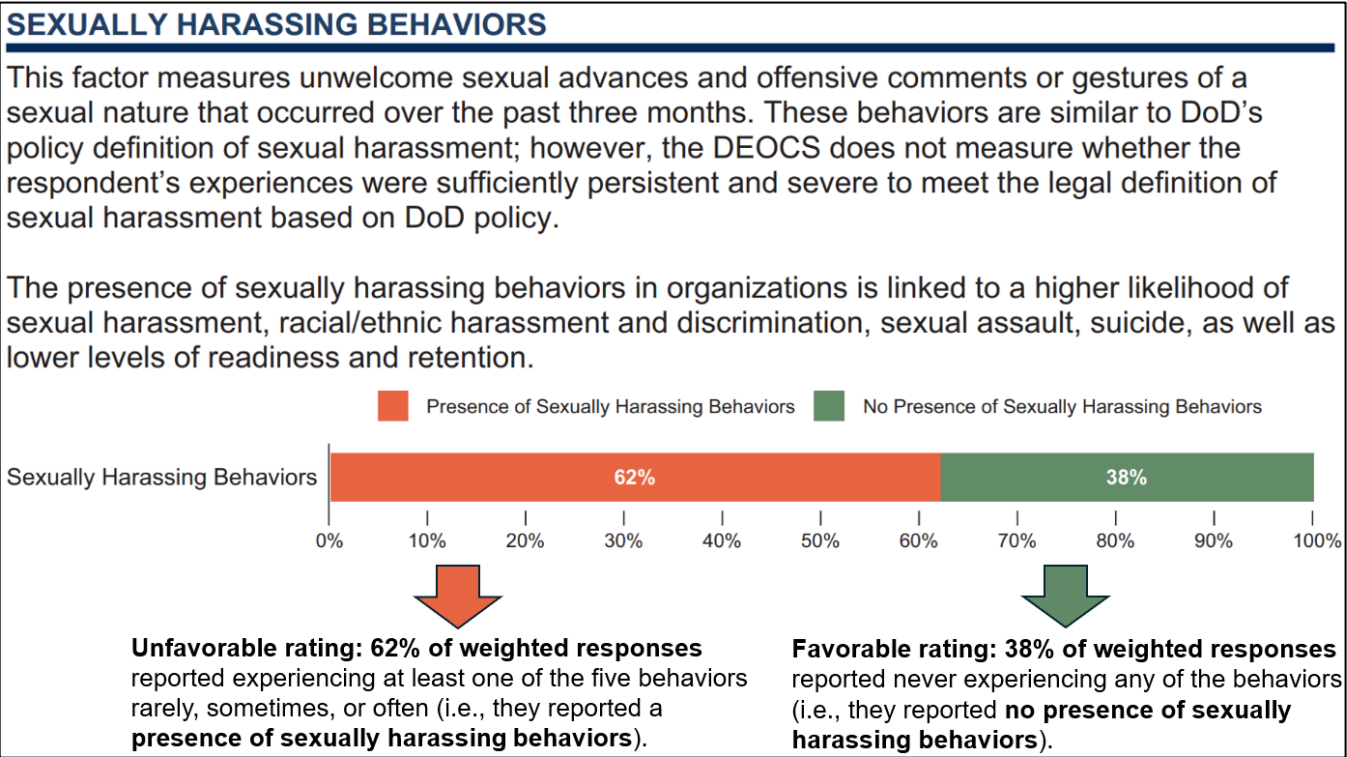 SEXUALLY HARASSING BEHAVIORS
This factor measures unwelcome sexual advances and offensive comments or gestures of a
sexual nature that occurred over the past three months. These behaviors are similar to DoD's
policy definition of sexual harassment; however, the DEOCS does not measure whether the
respondent's experiences were sufficiently persistent and severe to meet the legal definition of
sexual harassment based on DoD policy.
The presence of sexually harassing behaviors in organizations is linked to a higher likelihood of
sexual harassment, racial/ethnic harassment and discrimination, sexual assault, suicide, as well as
lower levels of readiness and retention.
Presence of Sexually Harassing Behaviors No Presence of Sexually Harassing Behaviors
Sexually Harassing Behaviors 62% 38%
0% 10% 20% 30% 40% 50% 60% 70% 80% 90% 100%
Unfavorable rating: 62% of weighted responses
reported experiencing at least one of the five behaviors
rarely, sometimes, or often (i.e., they reported a
presence of sexually harassing behaviors).
Favorable rating: 38% of weighted responses
reported never experiencing any of the behaviors
(i.e., they reported no presence of sexually
harassing behaviors).